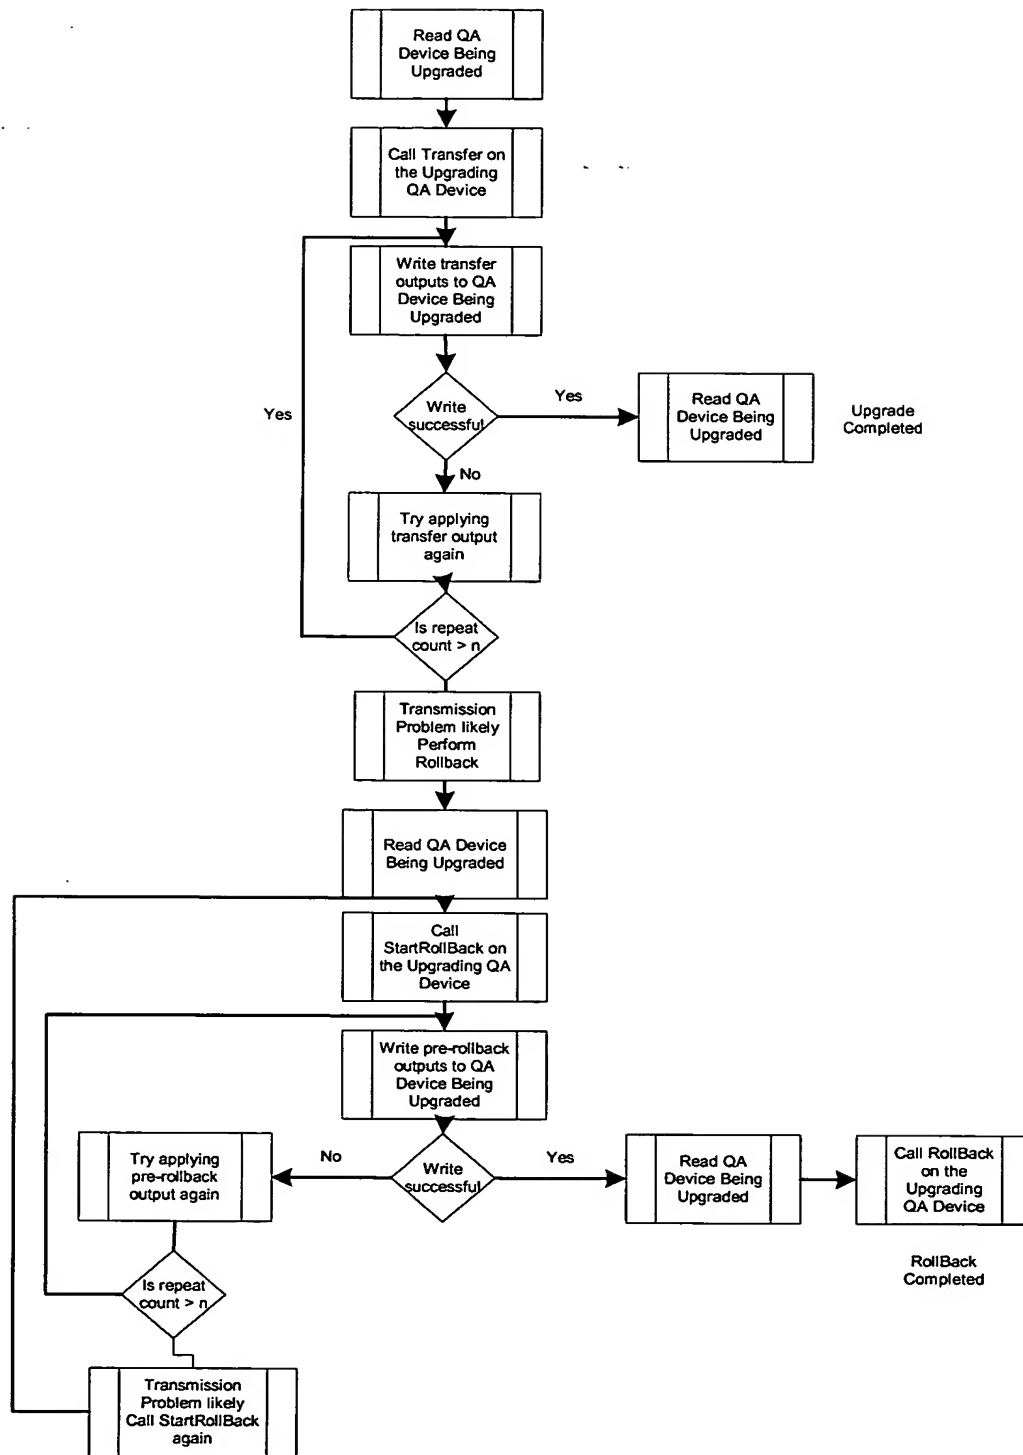 Read QA
Device Being
Upgraded
Call Transfer on
the Upgrading
QA Device
Write transfer
outputs to QA
Device Being
Upgraded
Yes
Write
successful
Yes
Read QA
Device Being
Upgraded
Upgrade
Completed
No
Try applying
transfer output
again
Is repeat
count > n
Transmission
Problem likely
Perform
Rollback
Read QA Device
Being Upgraded
Call
StartRollBack on
the Upgrading QA
Device
Write pre-rollback
outputs to QA
Device Being
Upgraded
Try applying
pre-rollback
output again
No
Write
successful
Yes
Read QA
Device Being
Upgraded
Call RollBack
on the
Upgrading
QA Device
RollBack
Completed
Is repeat
count > n
Transmission
Problem likely
Call StartRollBack
again